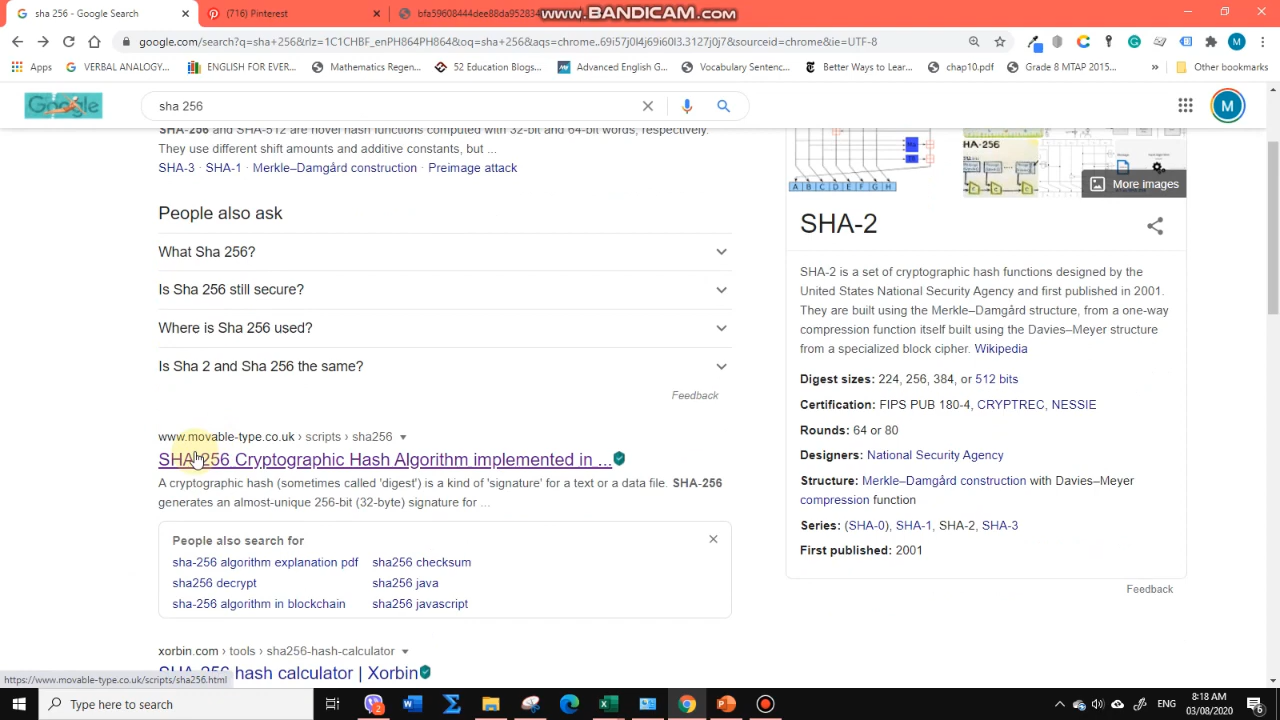 sha 256 - Google Search
(716) Pinterest
bfa59608444dee88da95283
www.BANDICAM.com
google.com/search?q=sha+256&rlz=1C1CHBF_enPH864PH864&oq=sha+256&aqs=chrome..69i57j0l4j69i60l3.3127j0j7&sourceid=chrome&ie=UTF-8
Apps
VERBAL ANALOGY...
ENGLISH FOR EVER...
Mathematics Regen...
52 Education Blogs...
Advanced English G...
Vocabulary Sentenc...
Better Ways to Lear...
chap10.pdf
Grade 8 MTAP 2015...
»
Other bookmarks
Google
sha 256
M
SHA-256 and SHA-512 are novel hash functions computed with 32-bit and 64-bit words, respectively.
They use different shift amounts and additive constants, but ...
SHA-3 · SHA-1 · Merkle–Damgård construction · Preimage attack
People also ask
What Sha 256?
Is Sha 256 still secure?
Where is Sha 256 used?
Is Sha 2 and Sha 256 the same?
Feedback
www.movable-type.co.uk › scripts › sha256
SHA-256 Cryptographic Hash Algorithm implemented in ...
A cryptographic hash (sometimes called 'digest') is a kind of 'signature' for a text or a data file. SHA-256
generates an almost-unique 256-bit (32-byte) signature for ...
People also search for
sha-256 algorithm explanation pdf
sha256 checksum
sha256 decrypt
sha256 java
sha-256 algorithm in blockchain
sha256 javascript
xorbin.com › tools › sha256-hash-calculator
SHA-256 hash calculator | Xorbin
A B C D E F G H
HA-256
More images
SHA-2
SHA-2 is a set of cryptographic hash functions designed by the
United States National Security Agency and first published in 2001.
They are built using the Merkle–Damgård structure, from a one-way
compression function itself built using the Davies–Meyer structure
from a specialized block cipher. Wikipedia
Digest sizes: 224, 256, 384, or 512 bits
Certification: FIPS PUB 180-4, CRYPTREC, NESSIE
Rounds: 64 or 80
Designers: National Security Agency
Structure: Merkle–Damgård construction with Davies–Meyer
compression function
Series: (SHA-0), SHA-1, SHA-2, SHA-3
First published: 2001
Feedback
https://www.movable-type.co.uk/scripts/sha256.html
Type here to search
2
ENG
8:18 AM
03/08/2020
6